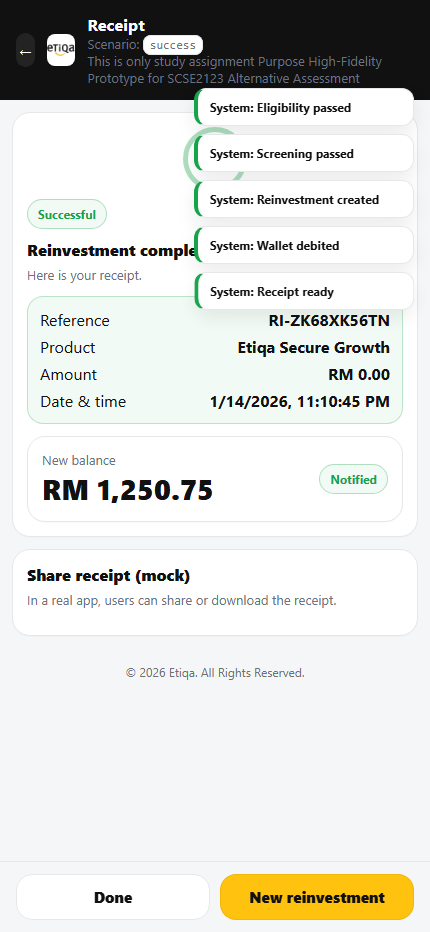 Receipt
←
eTiQa
Scenario: success
This is only study assignment Purpose High-Fidelity
Prototype for SCSE2123 Alternative Assessment
System: Eligibility passed
System: Screening passed
System: Reinvestment created
System: Wallet debited
System: Receipt ready
Successful
Reinvestment comple
Here is your receipt.
Reference RI-ZK68XK56TN
Product Etiqa Secure Growth
Amount RM 0.00
Date & time 1/14/2026, 11:10:45 PM
New balance
RM 1,250.75
Notified
Share receipt (mock)
In a real app, users can share or download the receipt.
© 2026 Etiqa. All Rights Reserved.
Done
New reinvestment